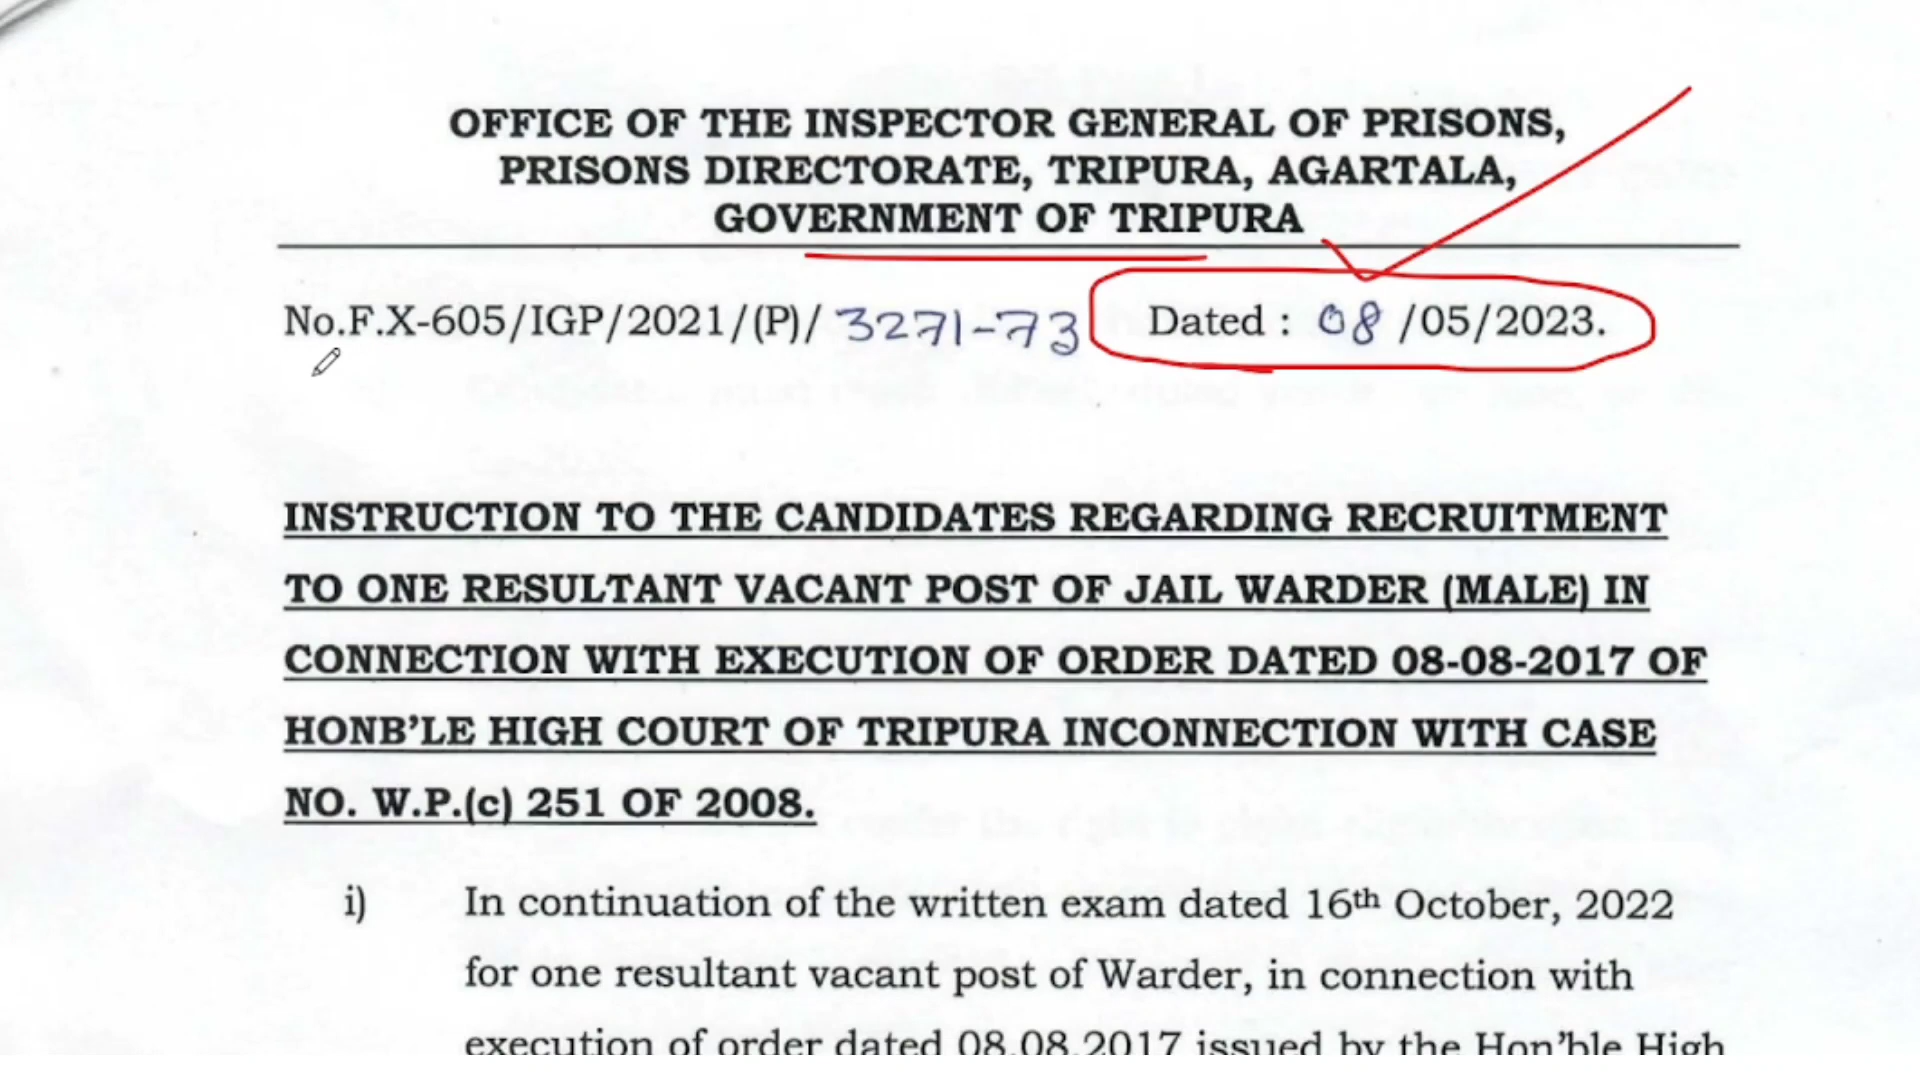 OFFICE OF THE INSPECTOR GENERAL OF PRISONS,
PRISONS DIRECTORATE, TRIPURA, AGARTALA,
GOVERNMENT OF TRIPURA
No.F.X-605/IGP/2021/(P)/ 3271-73 Dated : 08 /05/2023.
INSTRUCTION TO THE CANDIDATES REGARDING RECRUITMENT
TO ONE RESULTANT VACANT POST OF JAIL WARDER (MALE) IN
CONNECTION WITH EXECUTION OF ORDER DATED 08-08-2017 OF
HONB'LE HIGH COURT OF TRIPURA INCONNECTION WITH CASE
NO. W.P.(c) 251 OF 2008.
i) In continuation of the written exam dated 16th October, 2022
for one resultant vacant post of Warder, in connection with
execution of order dated 08.08.2017 issued by the Hon'ble High